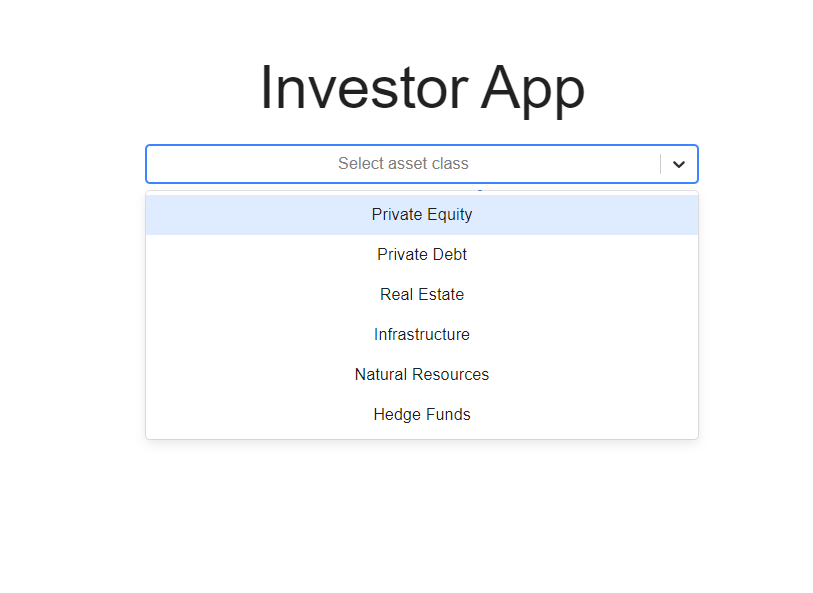 Investor App
Select asset class
Private Equity
Private Debt
Real Estate
Infrastructure
Natural Resources
Hedge Funds